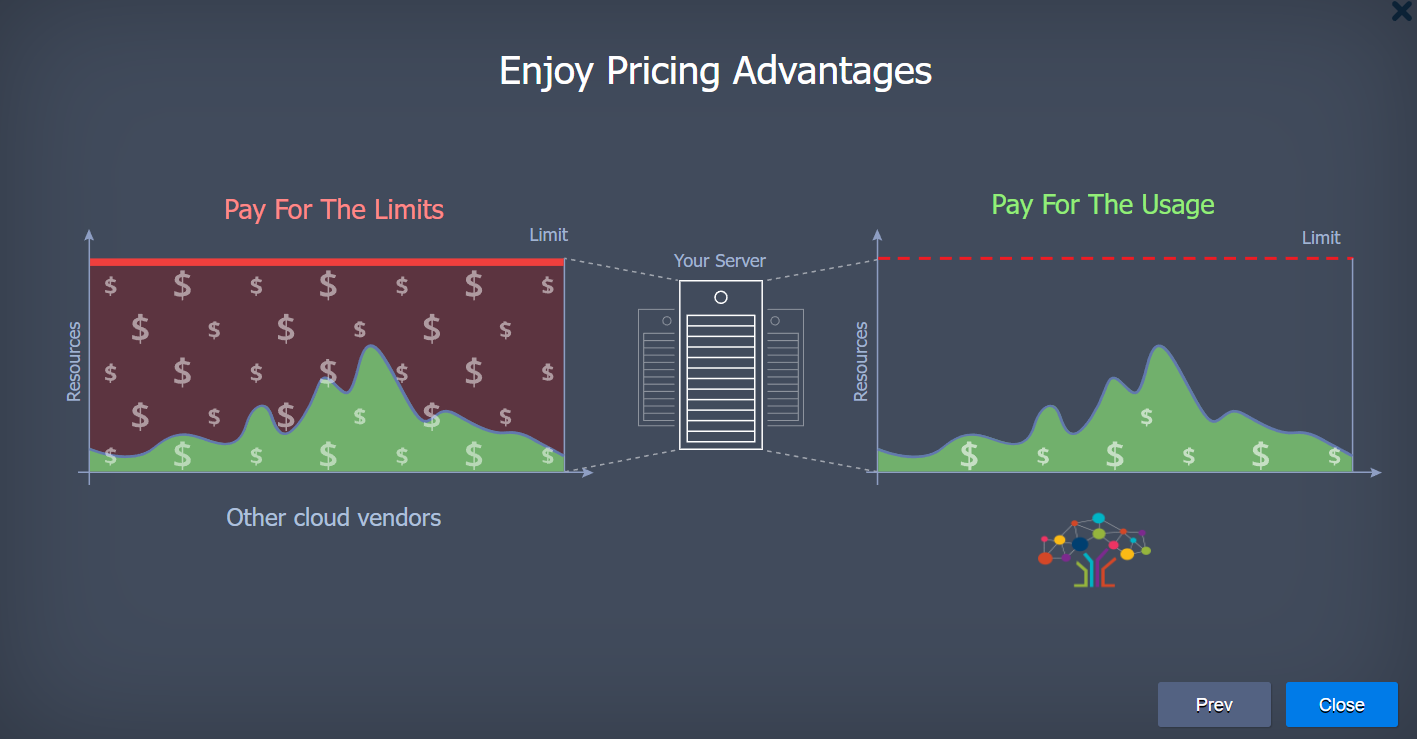 Enjoy Pricing Advantages
Pay For The Limits
Limit
Resources
$ $ $ $ $ $ $
$ $ $ $ $ $
$ $ $ $ $ $ $
$ $ $ $ $ $
$ $ $ $ $ $ $
Other cloud vendors
Your Server
Pay For The Usage
Limit
Resources
$
$ $ $ $ $ $
Prev
Close